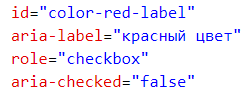 id="color-red-label"
aria-label="красный цвет"
role="checkbox"
aria-checked="false"